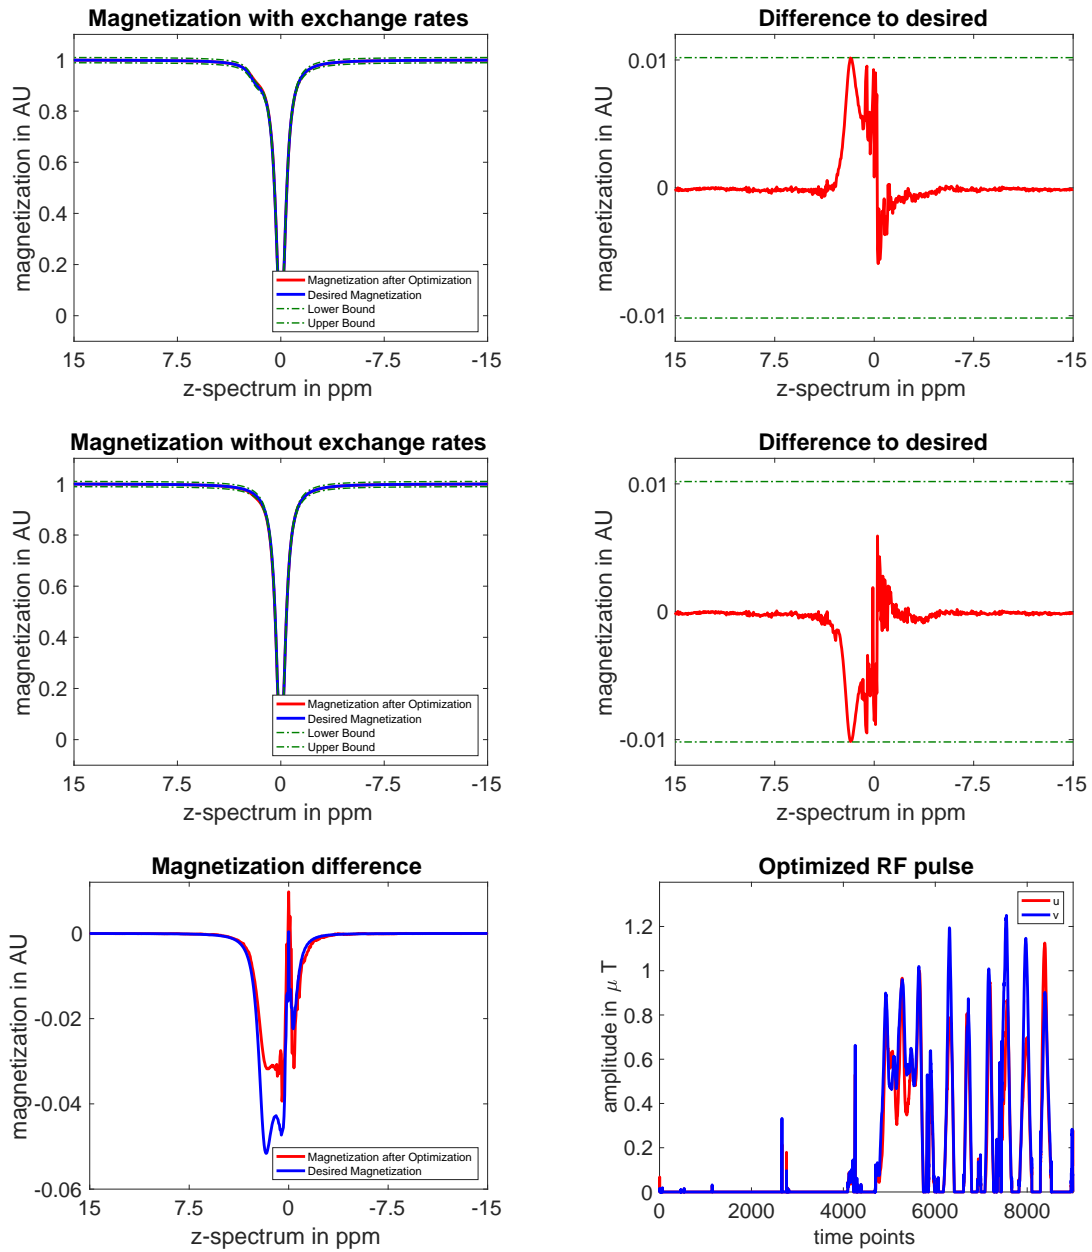 Magnetization with exchange rates
magnetization in AU
1
0.8
0.6
0.4
0.2
0
Magnetization after Optimization
Desired Magnetization
Lower Bound
Upper Bound
15 7.5 0 -7.5 -15
z-spectrum in ppm
Difference to desired
magnetization in AU
0.01
0
-0.01
15 7.5 0 -7.5 -15
z-spectrum in ppm
Magnetization without exchange rates
magnetization in AU
1
0.8
0.6
0.4
0.2
0
Magnetization after Optimization
Desired Magnetization
Lower Bound
Upper Bound
15 7.5 0 -7.5 -15
z-spectrum in ppm
Difference to desired
magnetization in AU
0.01
0
-0.01
15 7.5 0 -7.5 -15
z-spectrum in ppm
Magnetization difference
magnetization in AU
0
-0.02
-0.04
-0.06
Magnetization after Optimization
Desired Magnetization
15 7.5 0 -7.5 -15
z-spectrum in ppm
Optimized RF pulse
amplitude in μ T
u
v
1.2
1
0.8
0.6
0.4
0.2
0
0 2000 4000 6000 8000
time points